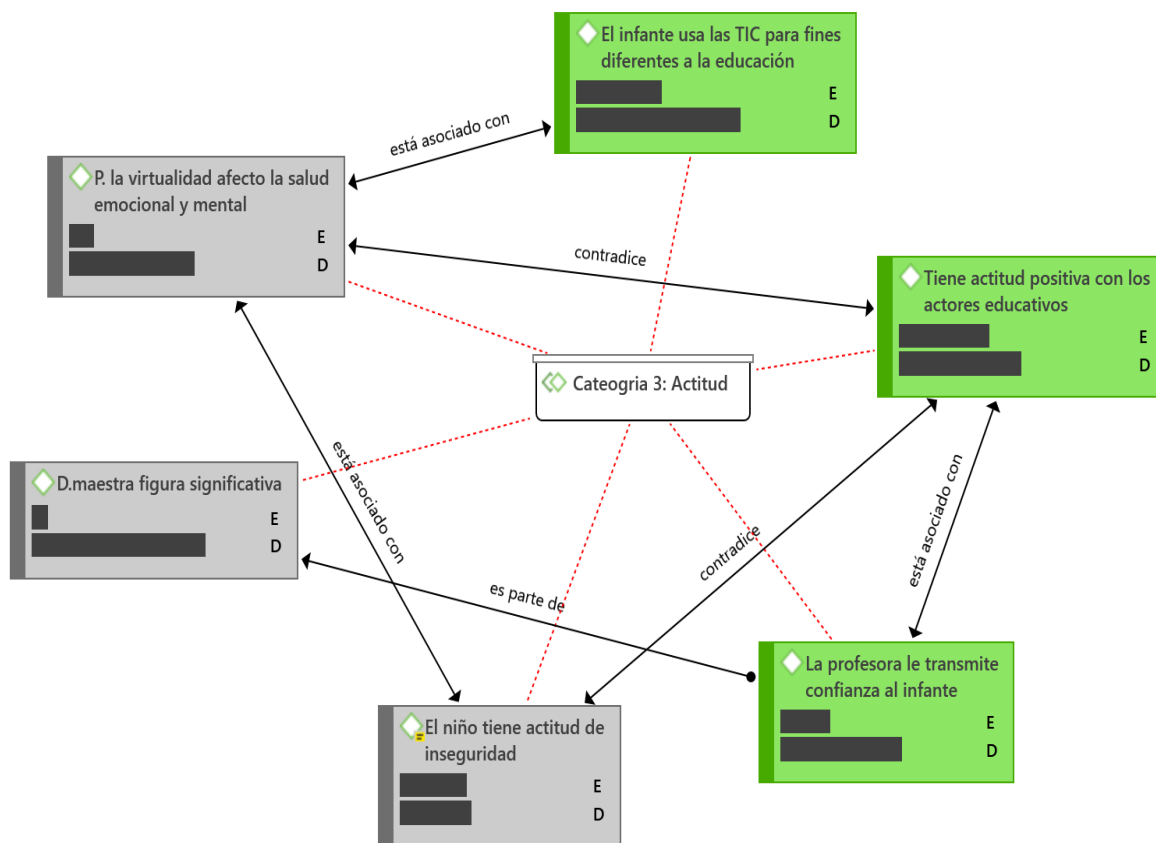 El infante usa las TIC para fines
diferentes a la educación
E
D
está asociado con
P. la virtualidad afecto la salud
emocional y mental
E
D
contradice
Tiene actitud positiva con los
actores educativos
E
D
Cateogria 3: Actitud
está asociado con
D.maestra figura significativa
E
D
contradice
está asociado con
es parte de
La profesora le transmite
confianza al infante
E
D
El niño tiene actitud de
inseguridad
E
D